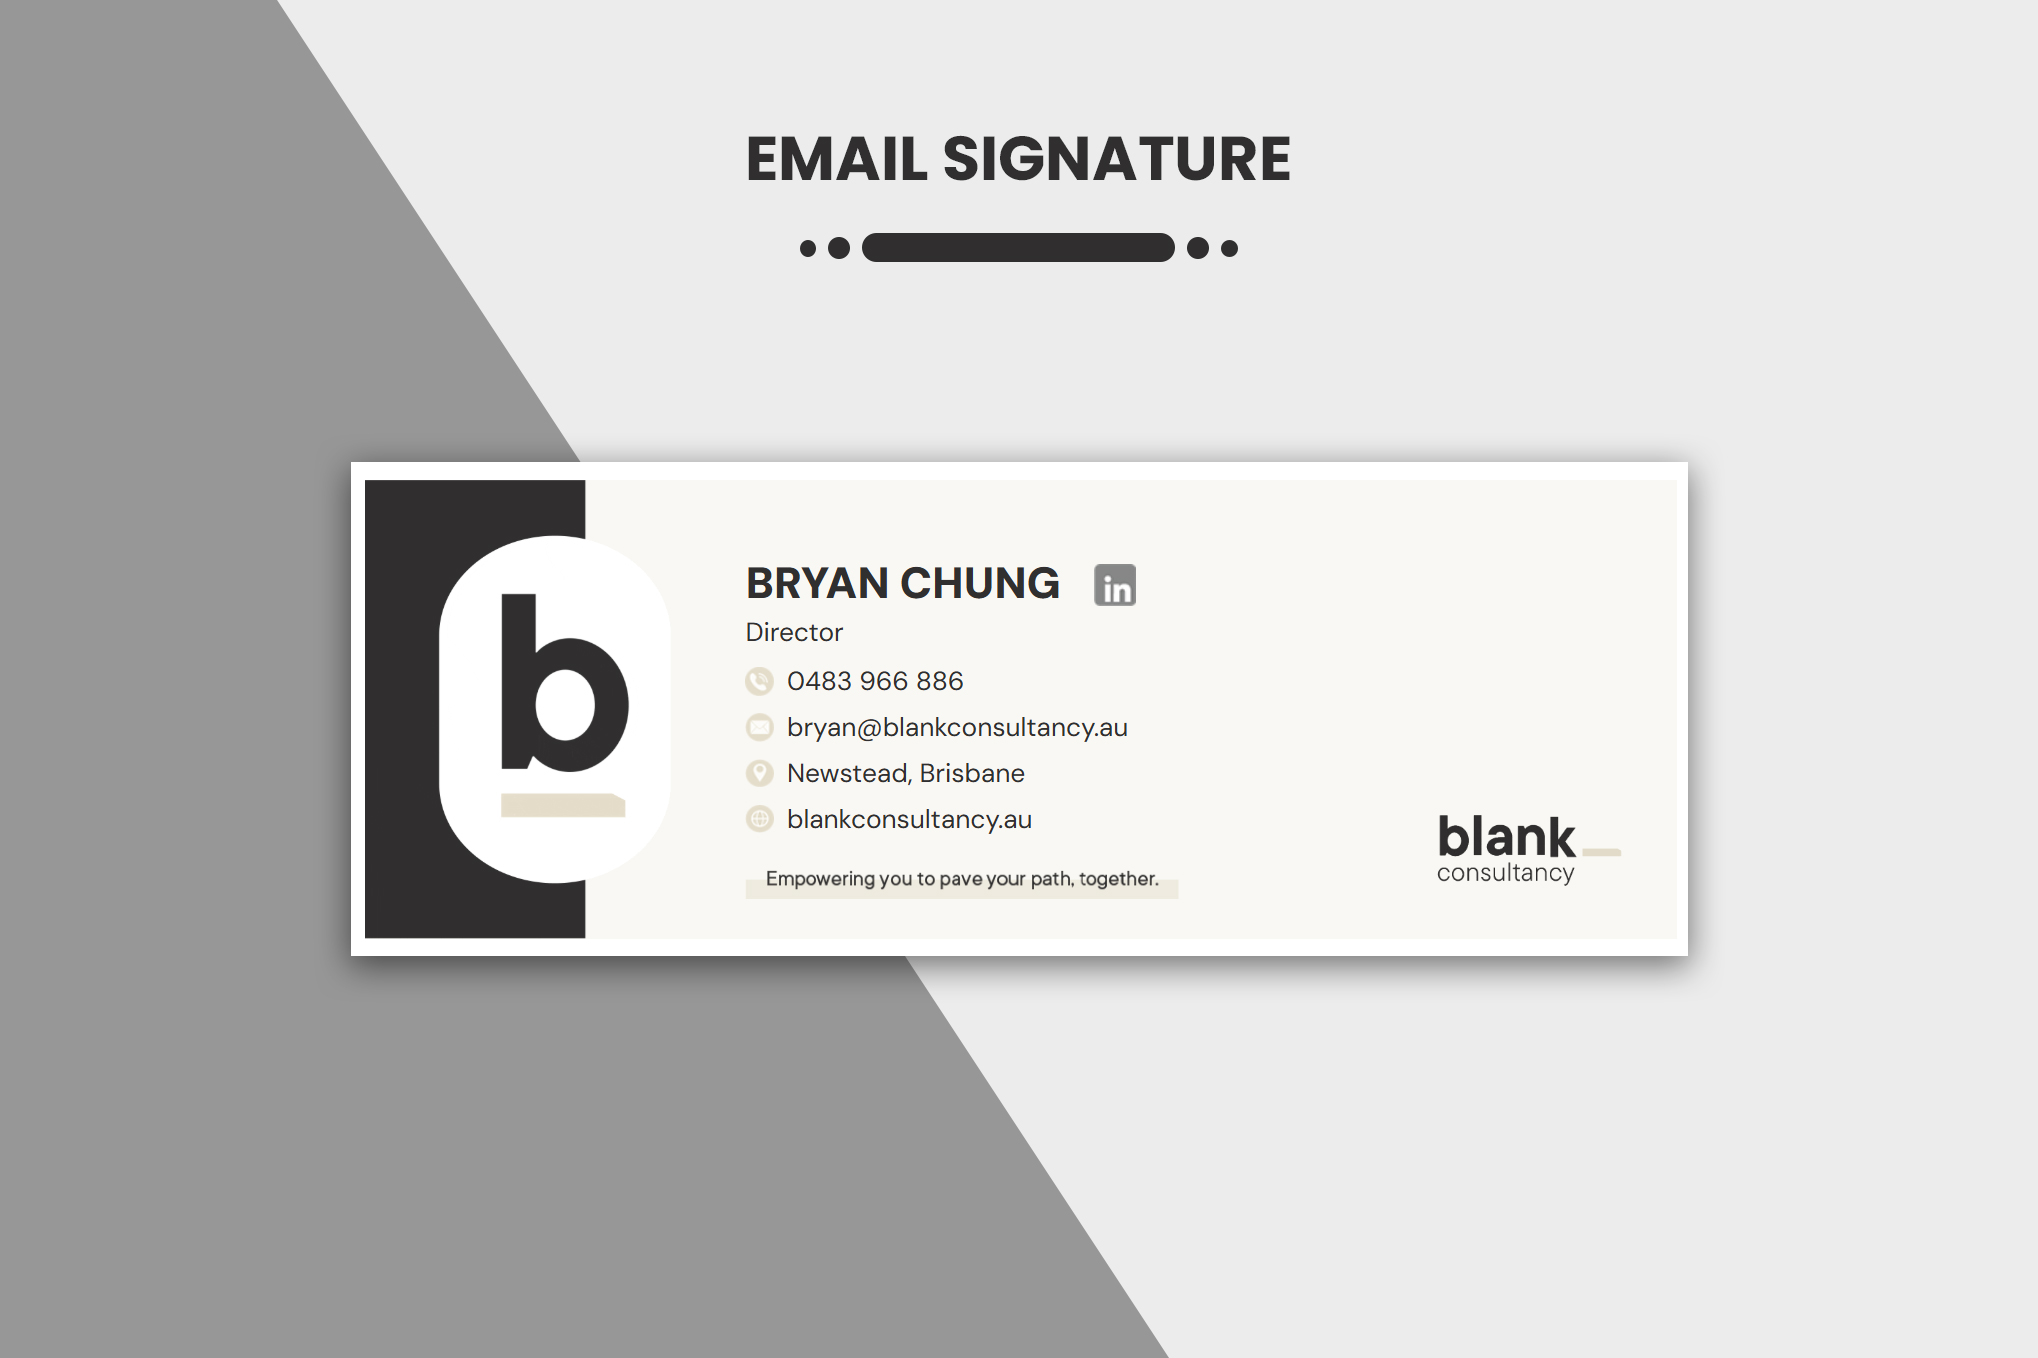 EMAIL SIGNATURE
b
BRYAN CHUNG
in
Director
0483 966 886
bryan@blankconsultancy.au
Newstead, Brisbane
blankconsultancy.au
Empowering you to pave your path, together.
blank
consultancy